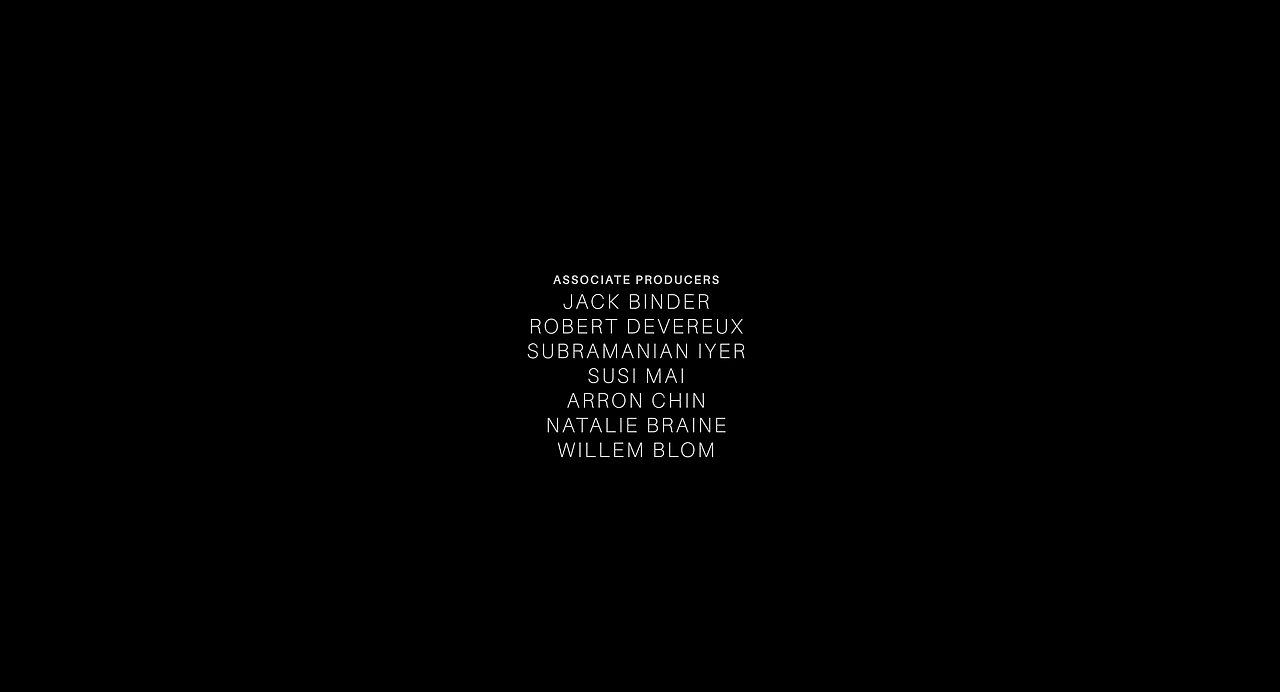 ASSOCIATE PRODUCERS
JACK BINDER
ROBERT DEVEREUX
SUBRAMANIAN IYER
SUSI MAI
ARRON CHIN
NATALIE BRAINE
WILLEM BLOM